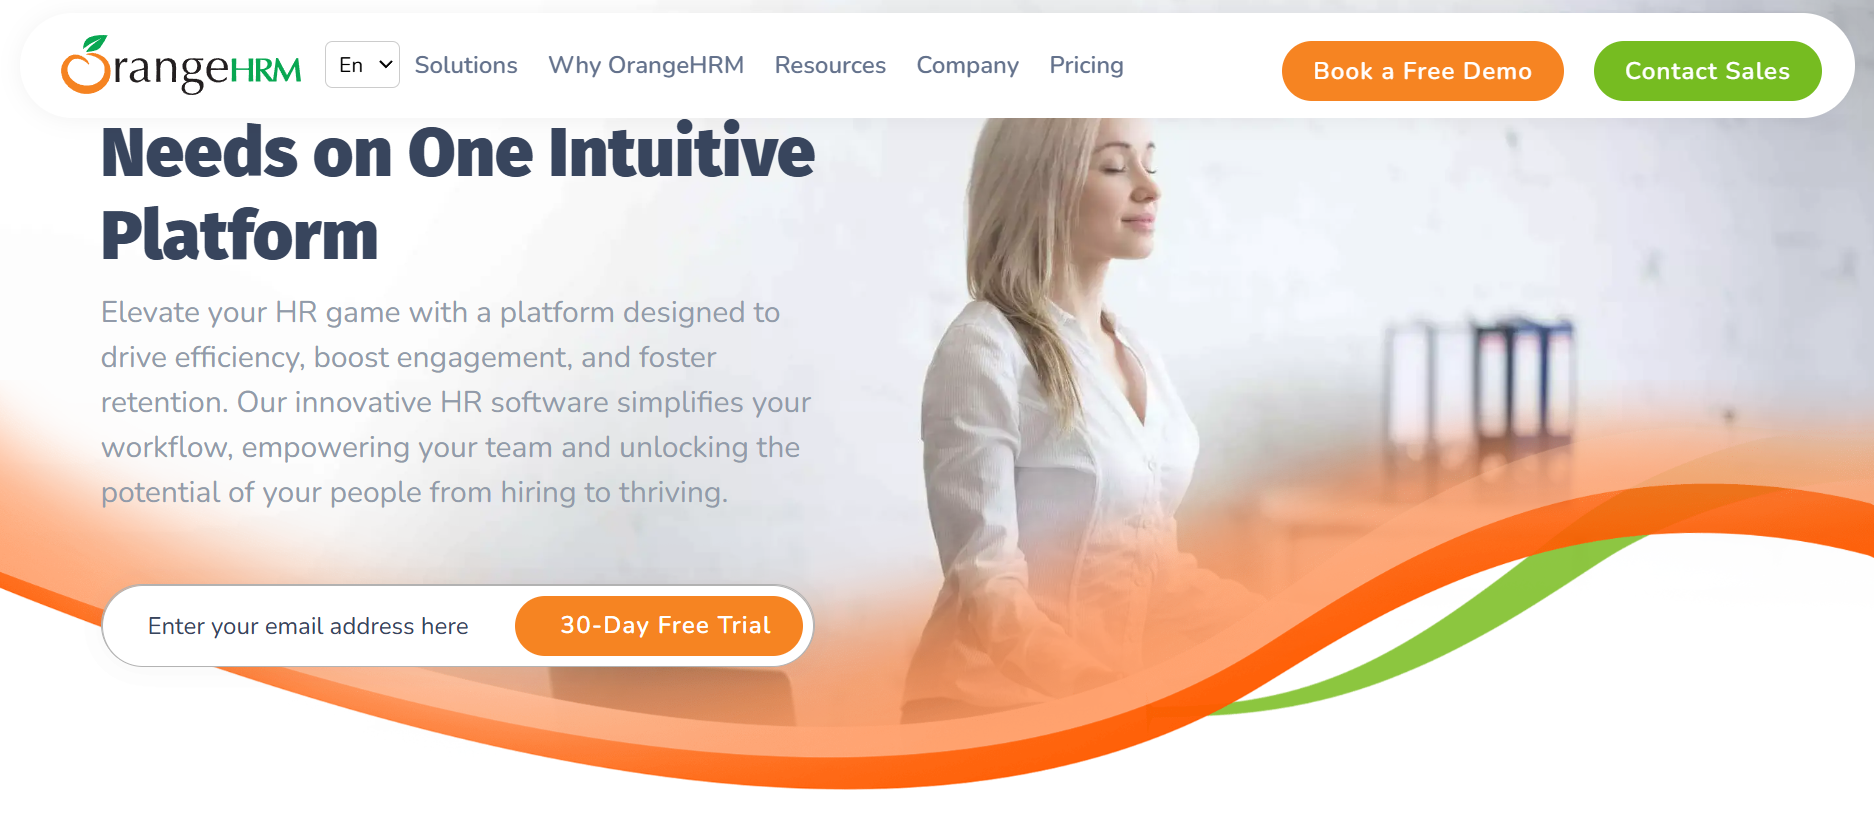 OrangeHRM
En
Solutions
Why OrangeHRM
Resources
Company
Pricing
Book a Free Demo
Contact Sales
Needs on One Intuitive
Platform
Elevate your HR game with a platform designed to
drive efficiency, boost engagement, and foster
retention. Our innovative HR software simplifies your
workflow, empowering your team and unlocking the
potential of your people from hiring to thriving.
Enter your email address here
30-Day Free Trial